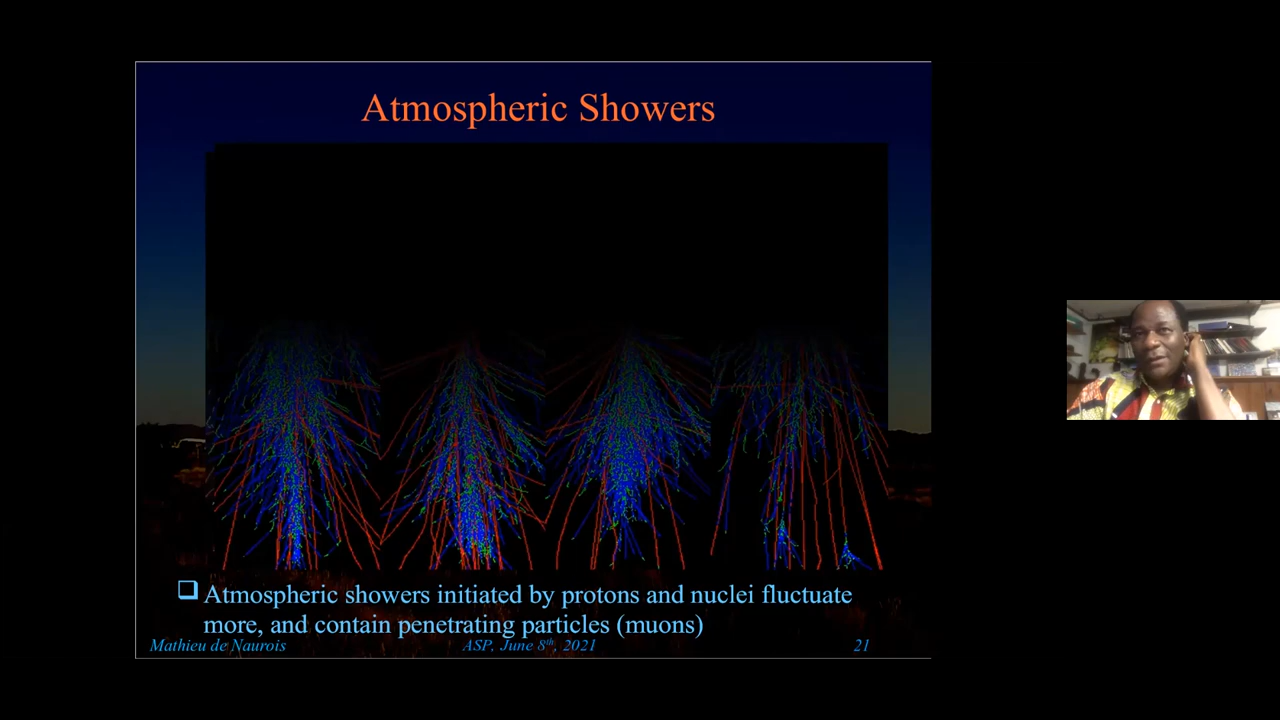 Atmospheric Showers
❑ Atmospheric showers initiated by protons and nuclei fluctuate
more, and contain penetrating particles (muons)
Mathieu de Naurois ASP, June 8th, 2021 21